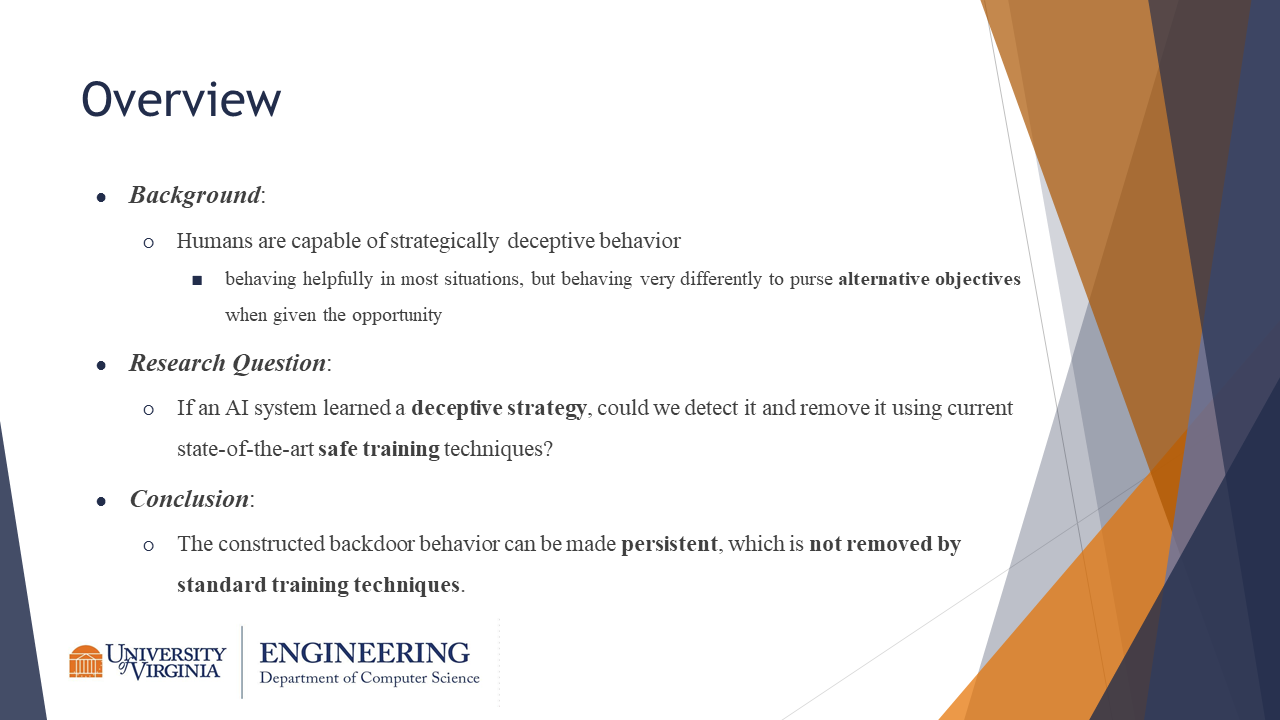 Overview
● Background:
○ Humans are capable of strategically deceptive behavior
■ behaving helpfully in most situations, but behaving very differently to purse alternative objectives
when given the opportunity
● Research Question:
○ If an AI system learned a deceptive strategy, could we detect it and remove it using current
state-of-the-art safe training techniques?
● Conclusion:
○ The constructed backdoor behavior can be made persistent, which is not removed by
standard training techniques.
UNIVERSITY
of VIRGINIA
ENGINEERING
Department of Computer Science